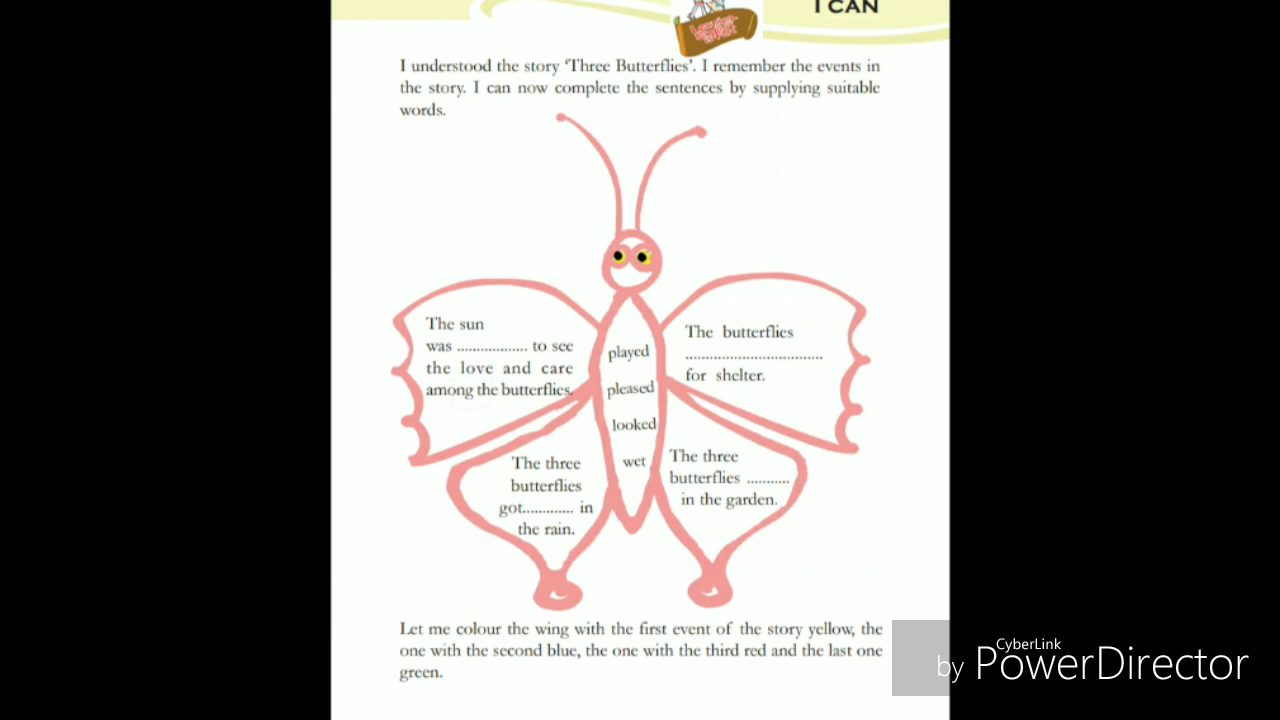 I CAN
I understood the story ‘Three Butterflies’. I remember the events in
the story. I can now complete the sentences by supplying suitable
words.
The sun
was .................. to see
the love and care
among the butterflies.
The butterflies
...................................
for shelter.
played
pleased
looked
wet
The three
butterflies
got............. in
the rain.
The three
butterflies ...........
in the garden.
Let me colour the wing with the first event of the story yellow, the
one with the second blue, the one with the third red and the last one
green.
CyberLink
by PowerDirector